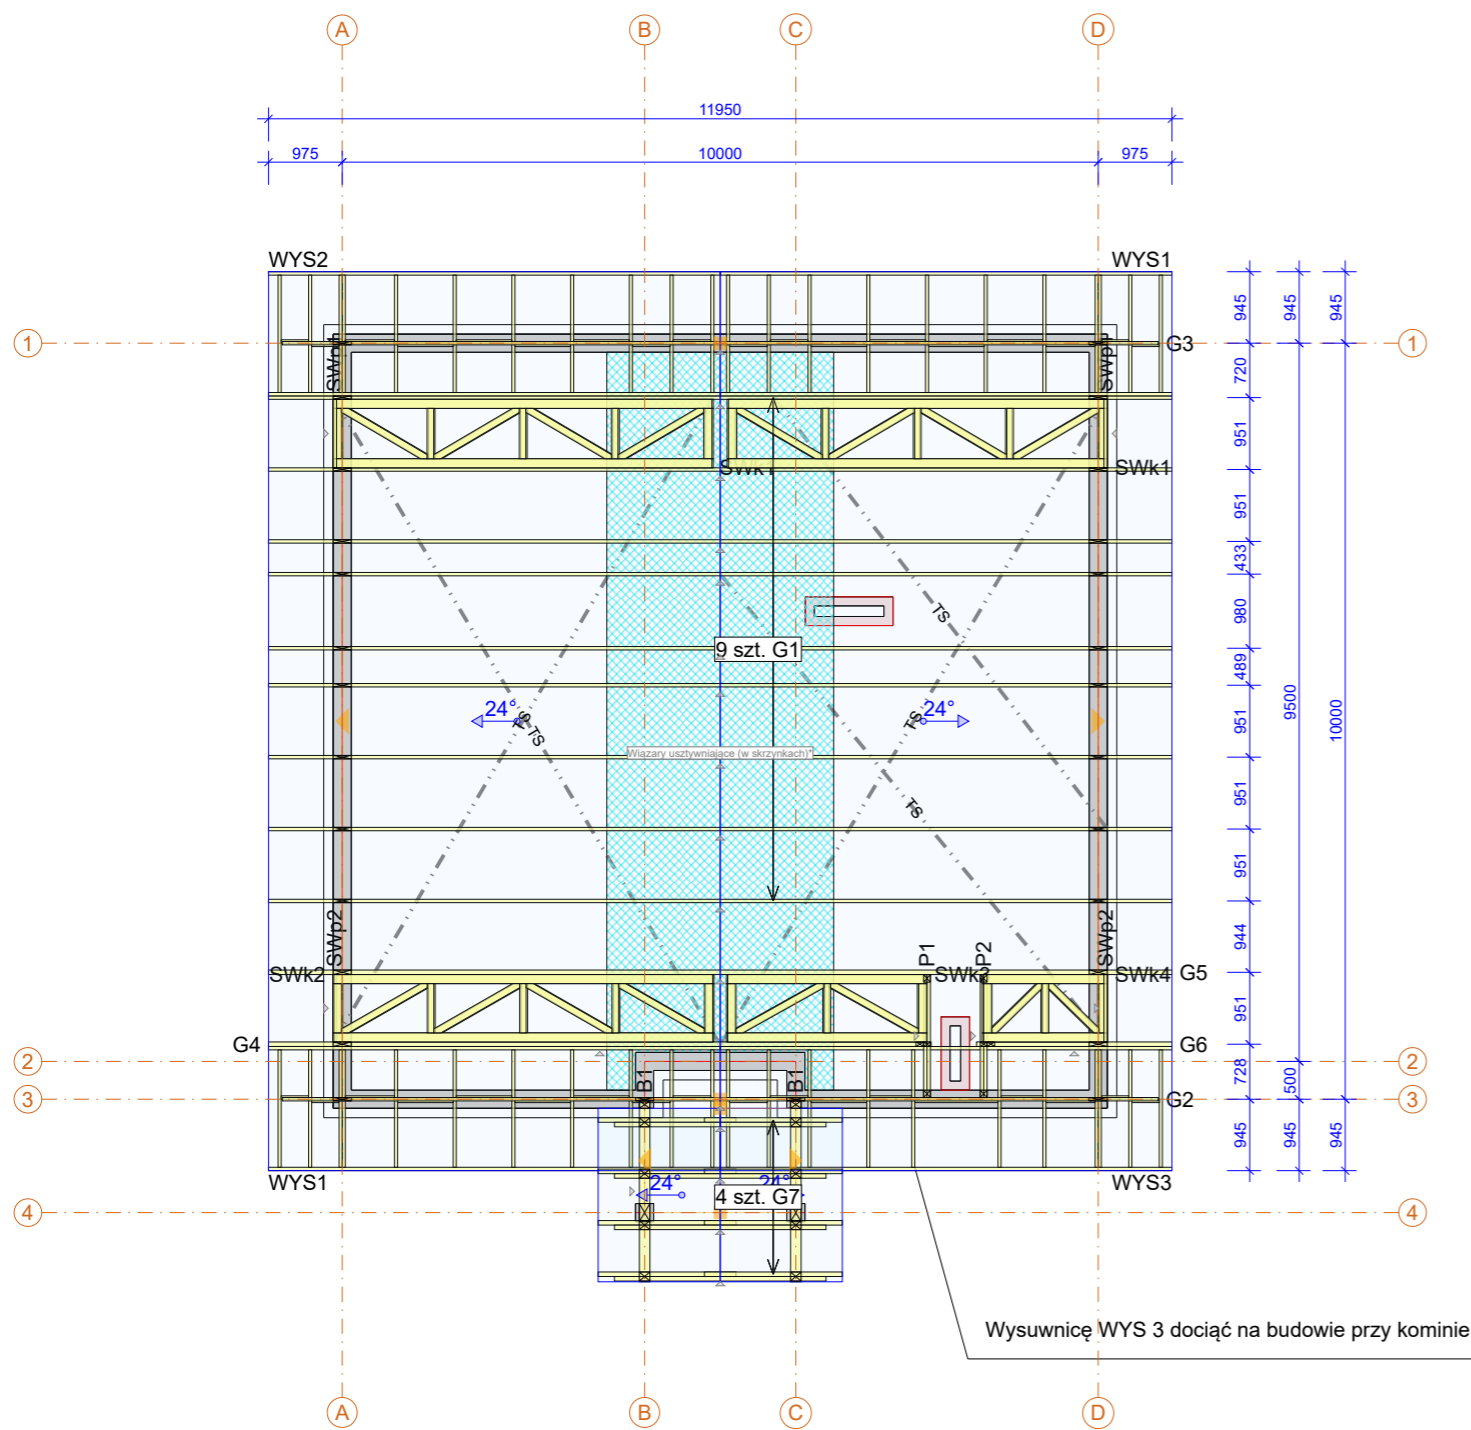 A B C D
11950
975 10000 975
WYS2 WYS1
945 945 945
1 G3 1
SWp1 SWp1
720
951
SWk1 SWk1
951
433
980
TS
9 szt. G1
489
9500 10000
24° 24°
TS TS TS
951
Wiązary usztywniające (w skrzynkach)*
951
TS
951
SWp2 SWp2
944
P1 P2
SWk2 SWk3 SWk4 G5
951
G4 G6
2 2
728
B1 B1
500
3 G2 3
945 945 945
WYS1 WYS3
24° 24°
4 szt. G7
4 4
Wysuwnicę WYS 3 dociąć na budowie przy kominie
A B C D